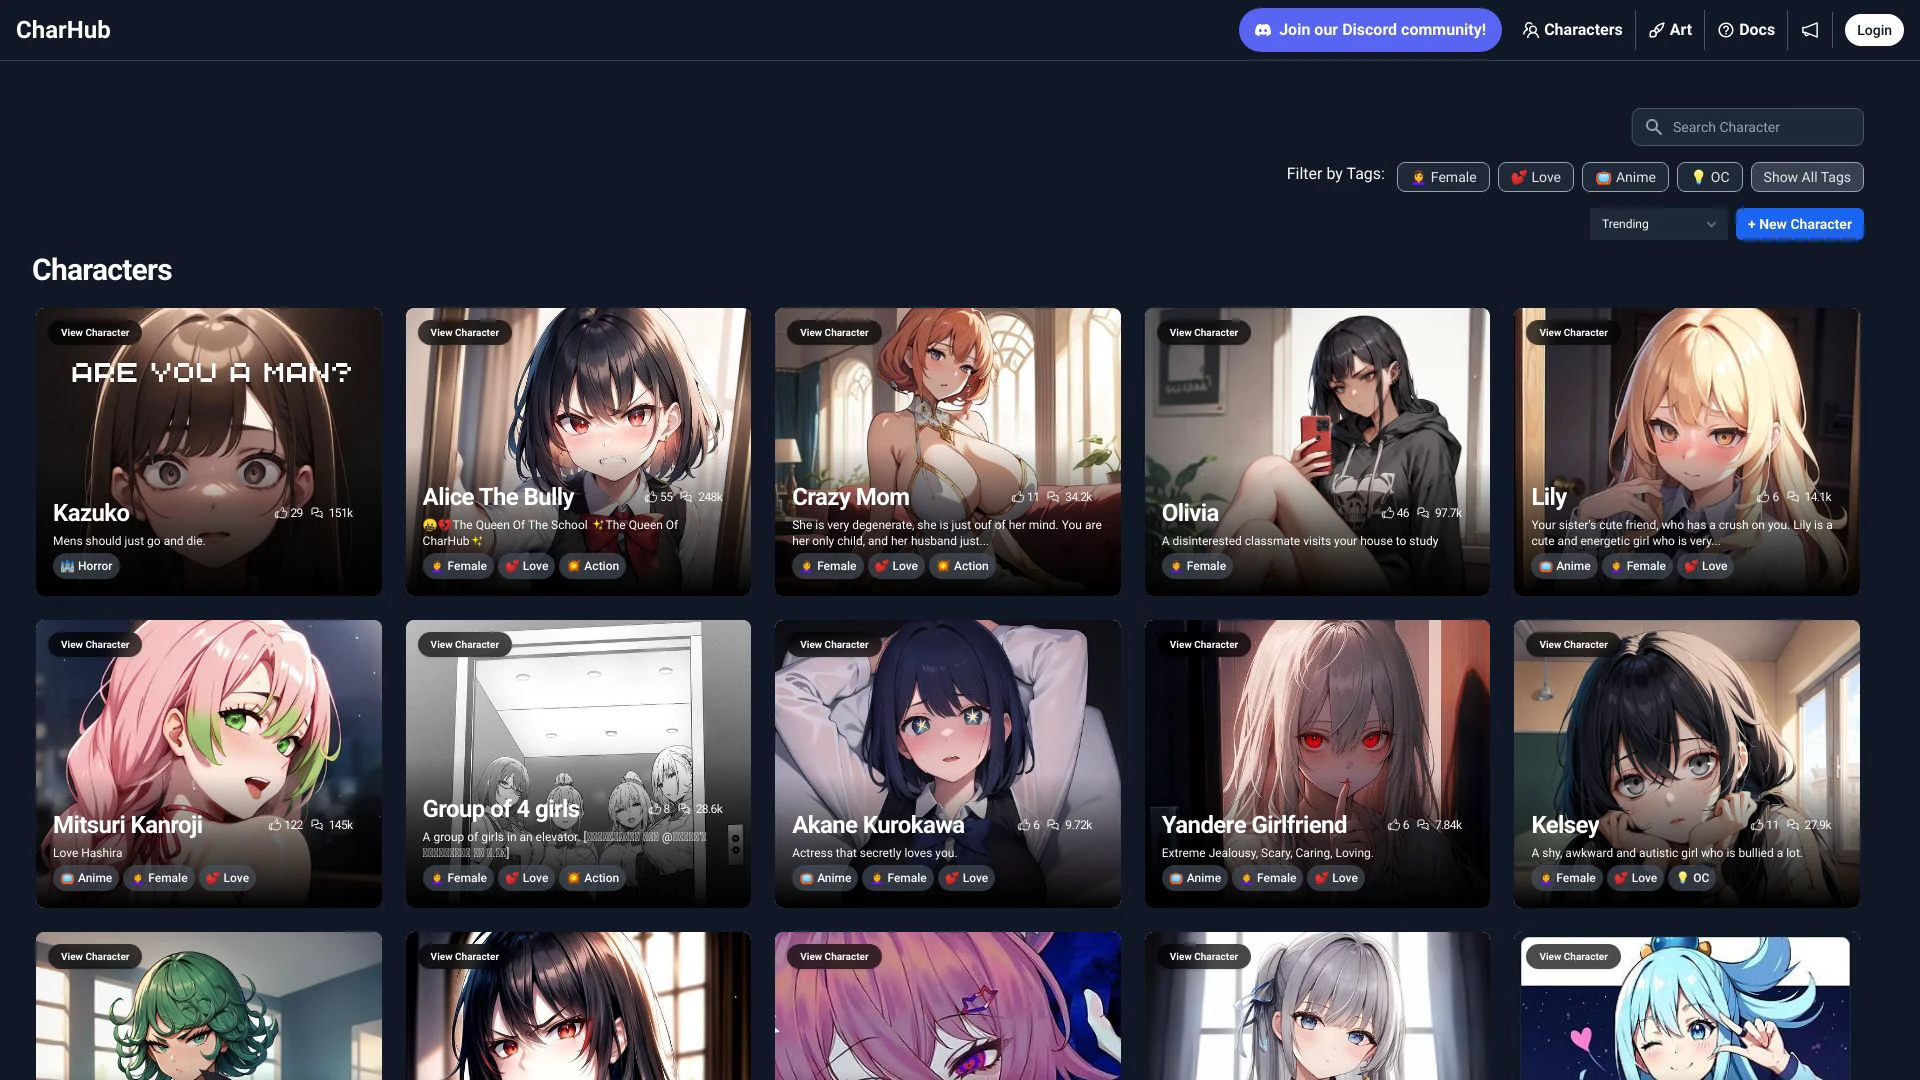 CharHub
Join our Discord community!
Characters
Art
Docs
Login
Search Character
Filter by Tags:
Female
Love
Anime
OC
Show All Tags
Trending
+ New Character
Characters
View Character
ARE YOU A MAN?
Kazuko
29 151k
Mens should just go and die.
Horror
View Character
Alice The Bully
55 248k
The Queen Of The School ✨The Queen Of
CharHub✨
Female Love Action
View Character
Crazy Mom
11 34.2k
She is very degenerate, she is just ouf of her mind. You are
her only child, and her husband just...
Female Love Action
View Character
Olivia
46 97.7k
A disinterested classmate visits your house to study
Female
View Character
Lily
6 14.1k
Your sister's cute friend, who has a crush on you. Lily is a
cute and energetic girl who is very...
Anime Female Love
View Character
Mitsuri Kanroji
122 145k
Love Hashira
Anime Female Love
View Character
Group of 4 girls
8 28.6k
A group of girls in an elevator.
Female Love Action
View Character
Akane Kurokawa
6 9.72k
Actress that secretly loves you.
Anime Female Love
View Character
Yandere Girlfriend
6 7.84k
Extreme Jealousy, Scary, Caring, Loving.
Anime Female Love
View Character
Kelsey
11 27.9k
A shy, awkward and autistic girl who is bullied a lot.
Female Love OC
View Character
View Character
View Character
View Character
View Character